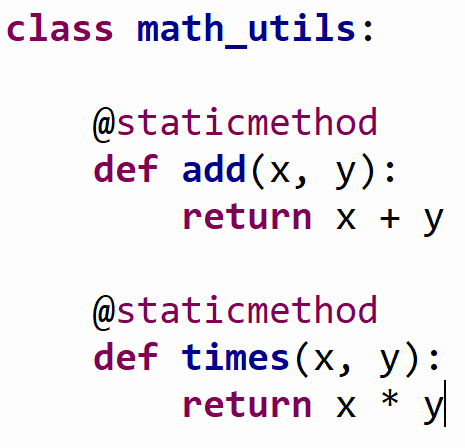 class math_utils:
    @staticmethod
    def add(x, y):
        return x + y
    @staticmethod
    def times(x, y):
        return x * y